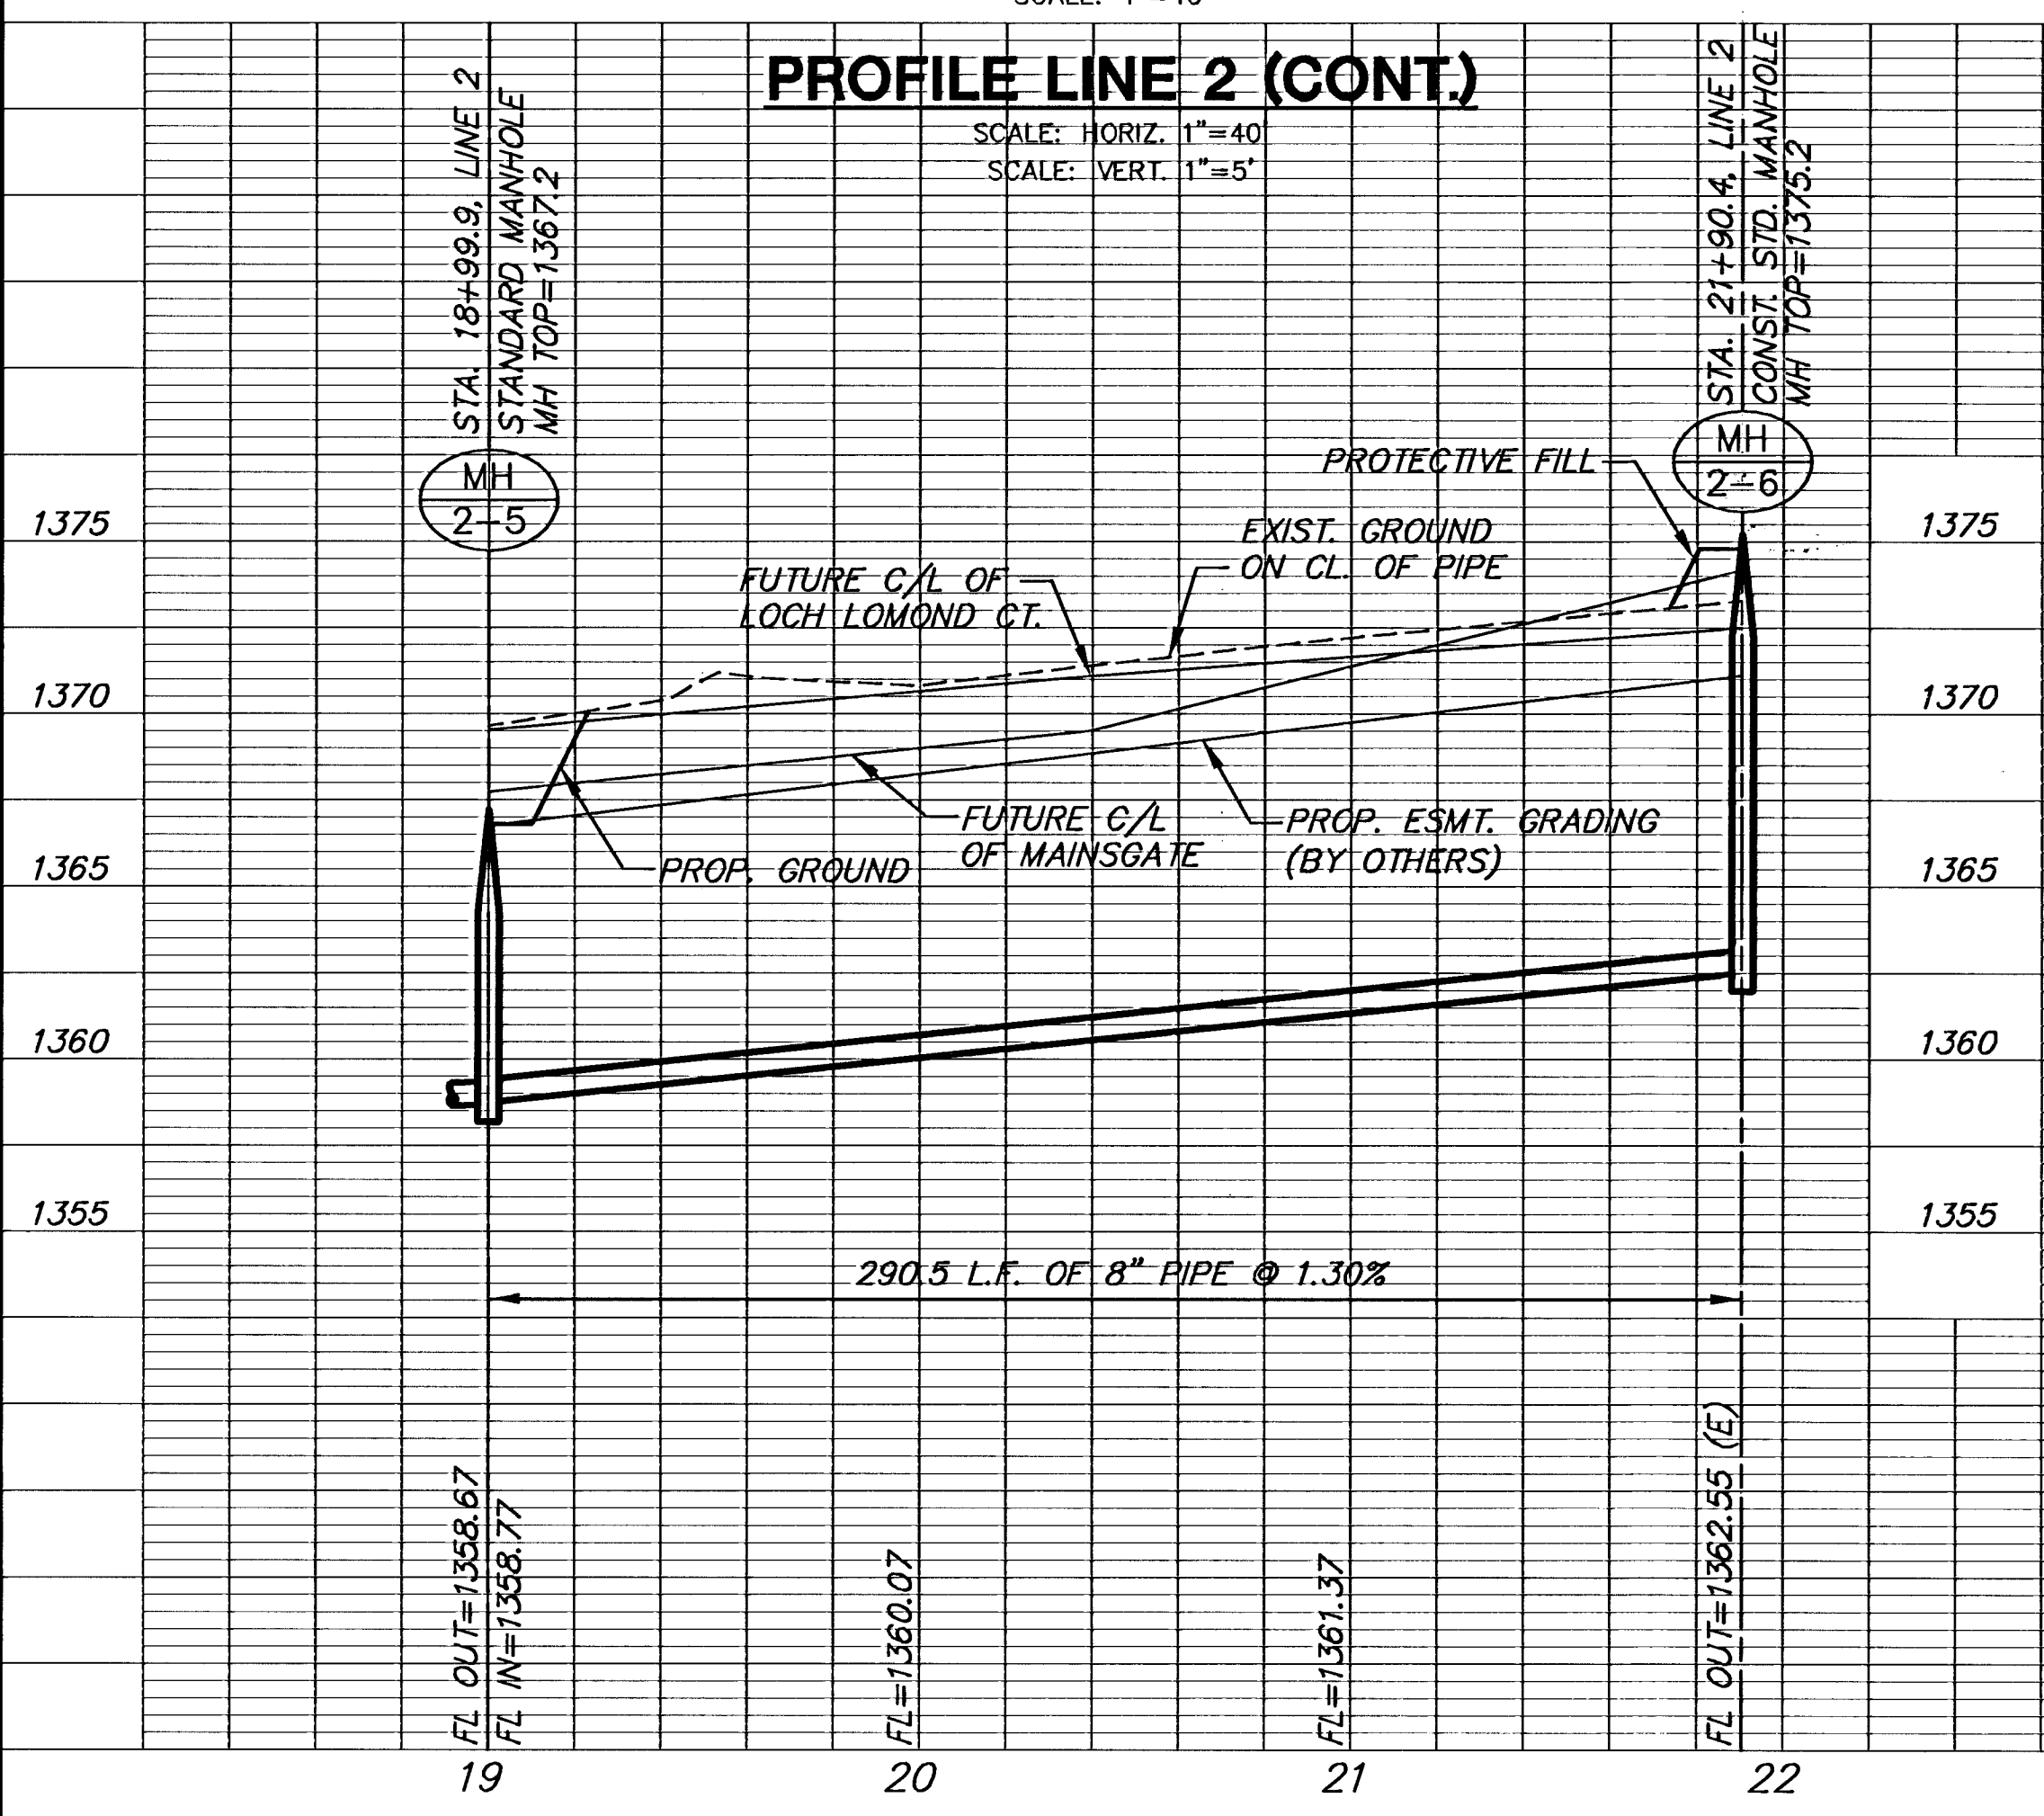 PROFILE LINE 2 (CONT.)
SCALE: HORIZ. 1"=40'
SCALE: VERT. 1"=5'
STA. 18+99.9, LINE 2
STANDARD MANHOLE
MH TOP=1367.2
MH
2-5
STA. 21+90.4, LINE 2
CONST. STD. MANHOLE
MH TOP=1375.2
MH
2-6
PROTECTIVE FILL
EXIST. GROUND
ON CL. OF PIPE
FUTURE C/L OF
LOCH LOMOND CT.
FUTURE C/L
OF MAINSGATE
PROP. ESMT. GRADING
(BY OTHERS)
PROP. GROUND
1375
1370
1365
1360
1355
1375
1370
1365
1360
1355
290.5 L.F. OF 8" PIPE @ 1.30%
FL OUT=1358.67
FL IN=1358.77
FL=1360.07
FL=1361.37
FL OUT=1362.55 (E)
19
20
21
22